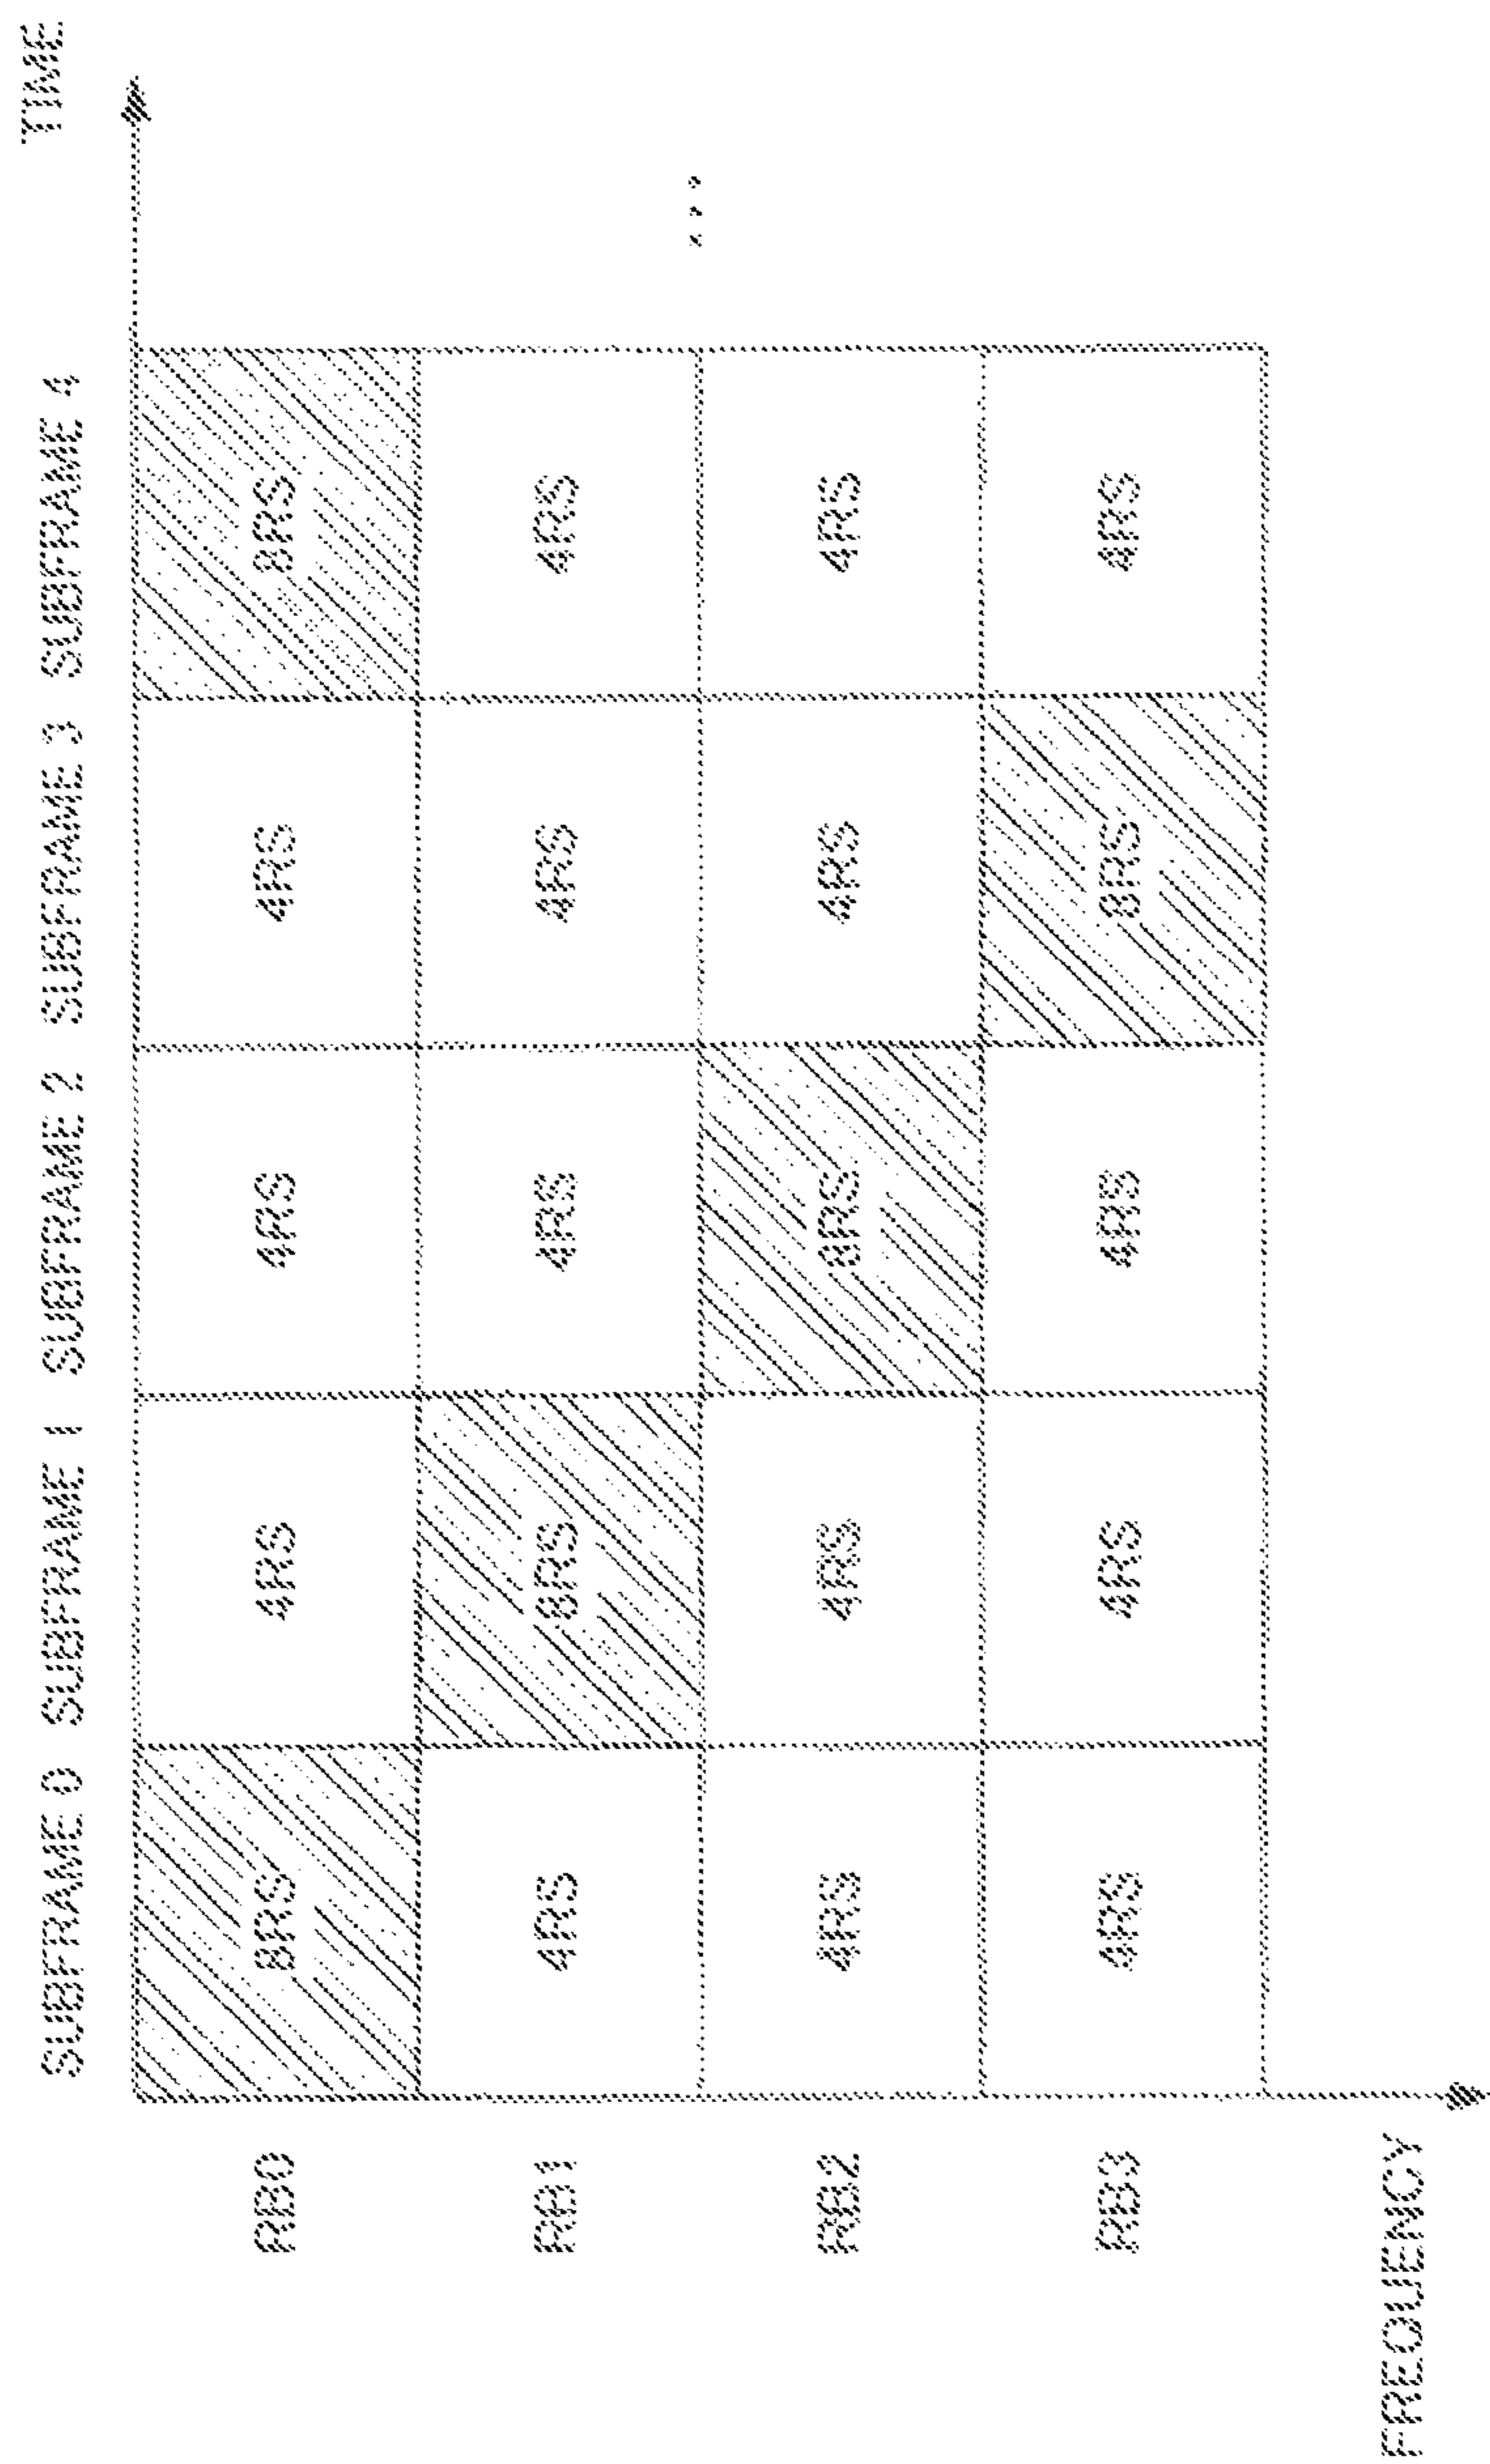 TIME
SUBFRAME 0 SUBFRAME 1 SUBFRAME 2 SUBFRAME 3 SUBFRAME 4
RB0 8RS 4RS 4RS 4RS 8RS
RB1 4RS 8RS 4RS 4RS 4RS
RB2 4RS 4RS 8RS 4RS 4RS
RB3 4RS 4RS 4RS 8RS 4RS
...
FREQUENCY